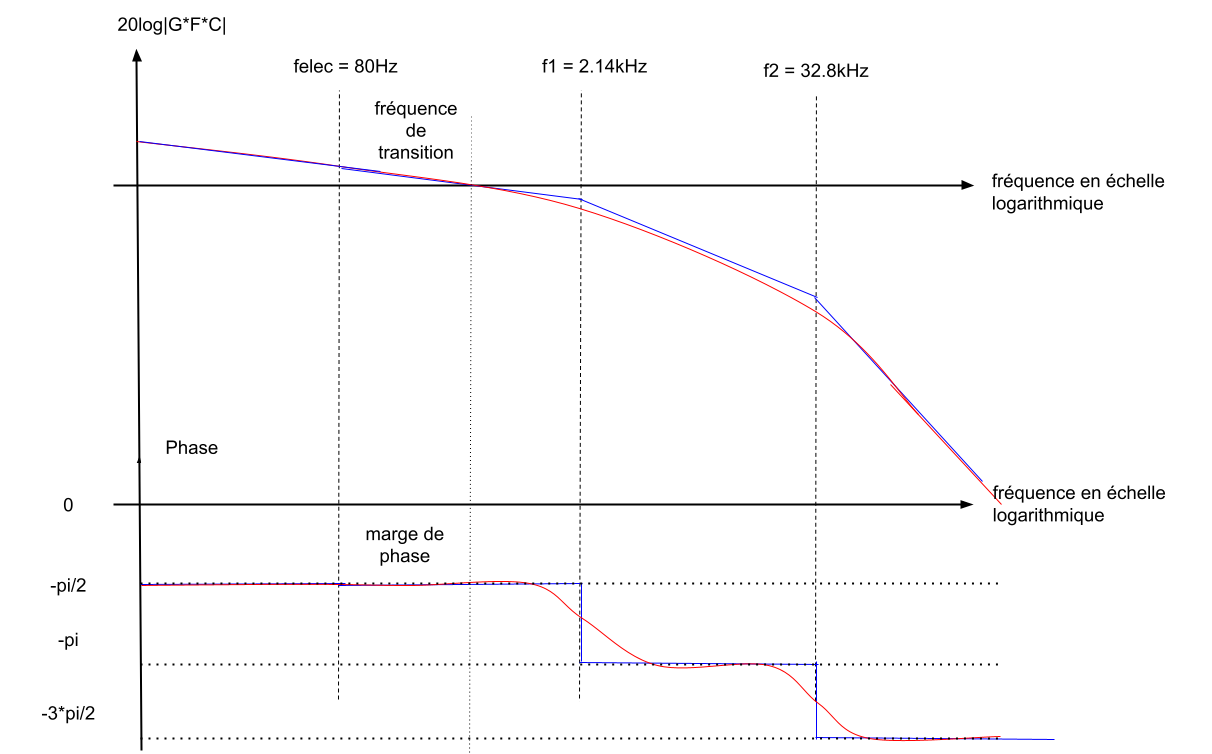 20log|G*F*C|
felec = 80Hz
f1 = 2.14kHz
f2 = 32.8kHz
fréquence
de
transition
fréquence en échelle
logarithmique
Phase
0
fréquence en échelle
logarithmique
marge de
phase
-pi/2
-pi
-3*pi/2